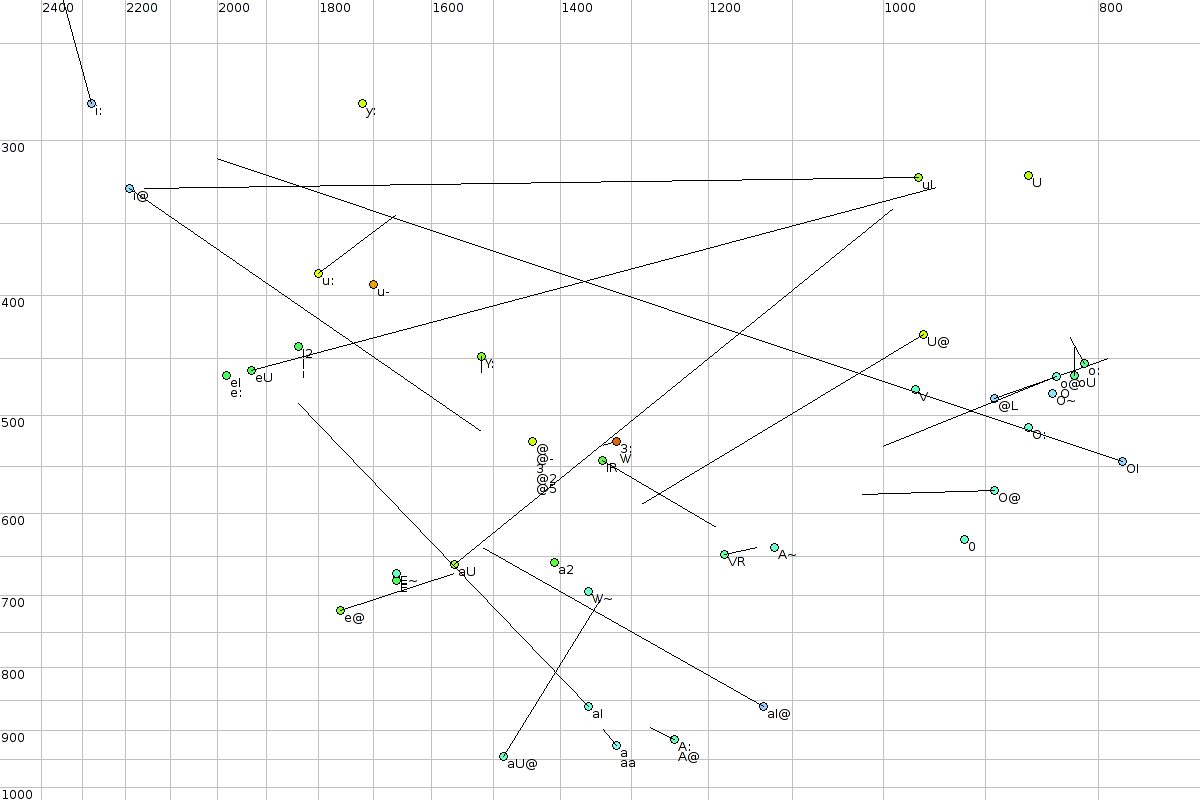 2400 2200 2000 1800 1600 1400 1200 1000 800
i: y:
300
i@ uI U
u: u-
400
U@
I2 Y:
i
eI eU o:
e: o@ oU
V O O~
@L
500
O:
@ 3:
@- W
3 IR OI
@2
@5
O@
600
0
VR A~
aU a2
E~
E
W~
700
e@
800
aI aI@
900
a A:
aa A@
aU@
1000